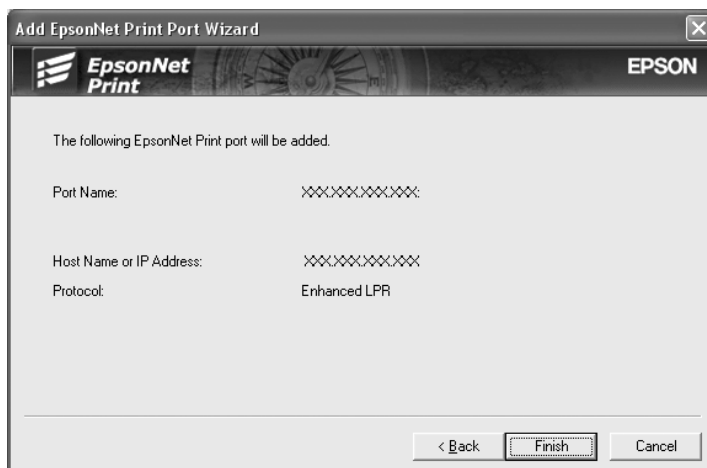 Add EpsonNet Print Port Wizard
EpsonNet
Print
EPSON
The following EpsonNet Print port will be added.
Port Name: XXX.XXX.XXX.XXX:
Host Name or IP Address: XXX.XXX.XXX.XXX
Protocol: Enhanced LPR
< Back Finish Cancel